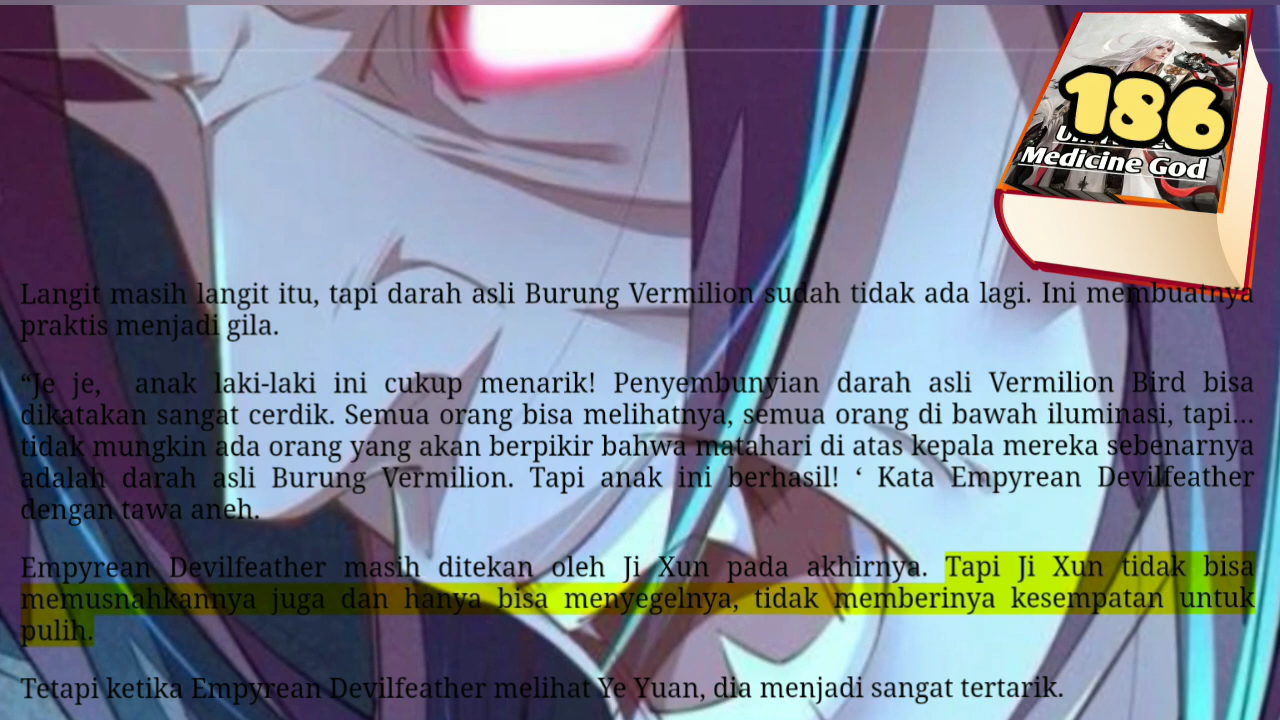 186
Medicine God
Langit masih langit itu, tapi darah asli Burung Vermilion sudah tidak ada lagi. Ini membuatnya
praktis menjadi gila.
“Je je, anak laki-laki ini cukup menarik! Penyembunyian darah asli Vermilion Bird bisa
dikatakan sangat cerdik. Semua orang bisa melihatnya, semua orang di bawah iluminasi, tapi...
tidak mungkin ada orang yang akan berpikir bahwa matahari di atas kepala mereka sebenarnya
adalah darah asli Burung Vermilion. Tapi anak ini berhasil! ‘ Kata Empyrean Devilfeather
dengan tawa aneh.
Empyrean Devilfeather masih ditekan oleh Ji Xun pada akhirnya. Tapi Ji Xun tidak bisa
memusnahkannya juga dan hanya bisa menyegelnya, tidak memberinya kesempatan untuk
pulih.
Tetapi ketika Empyrean Devilfeather melihat Ye Yuan, dia menjadi sangat tertarik.